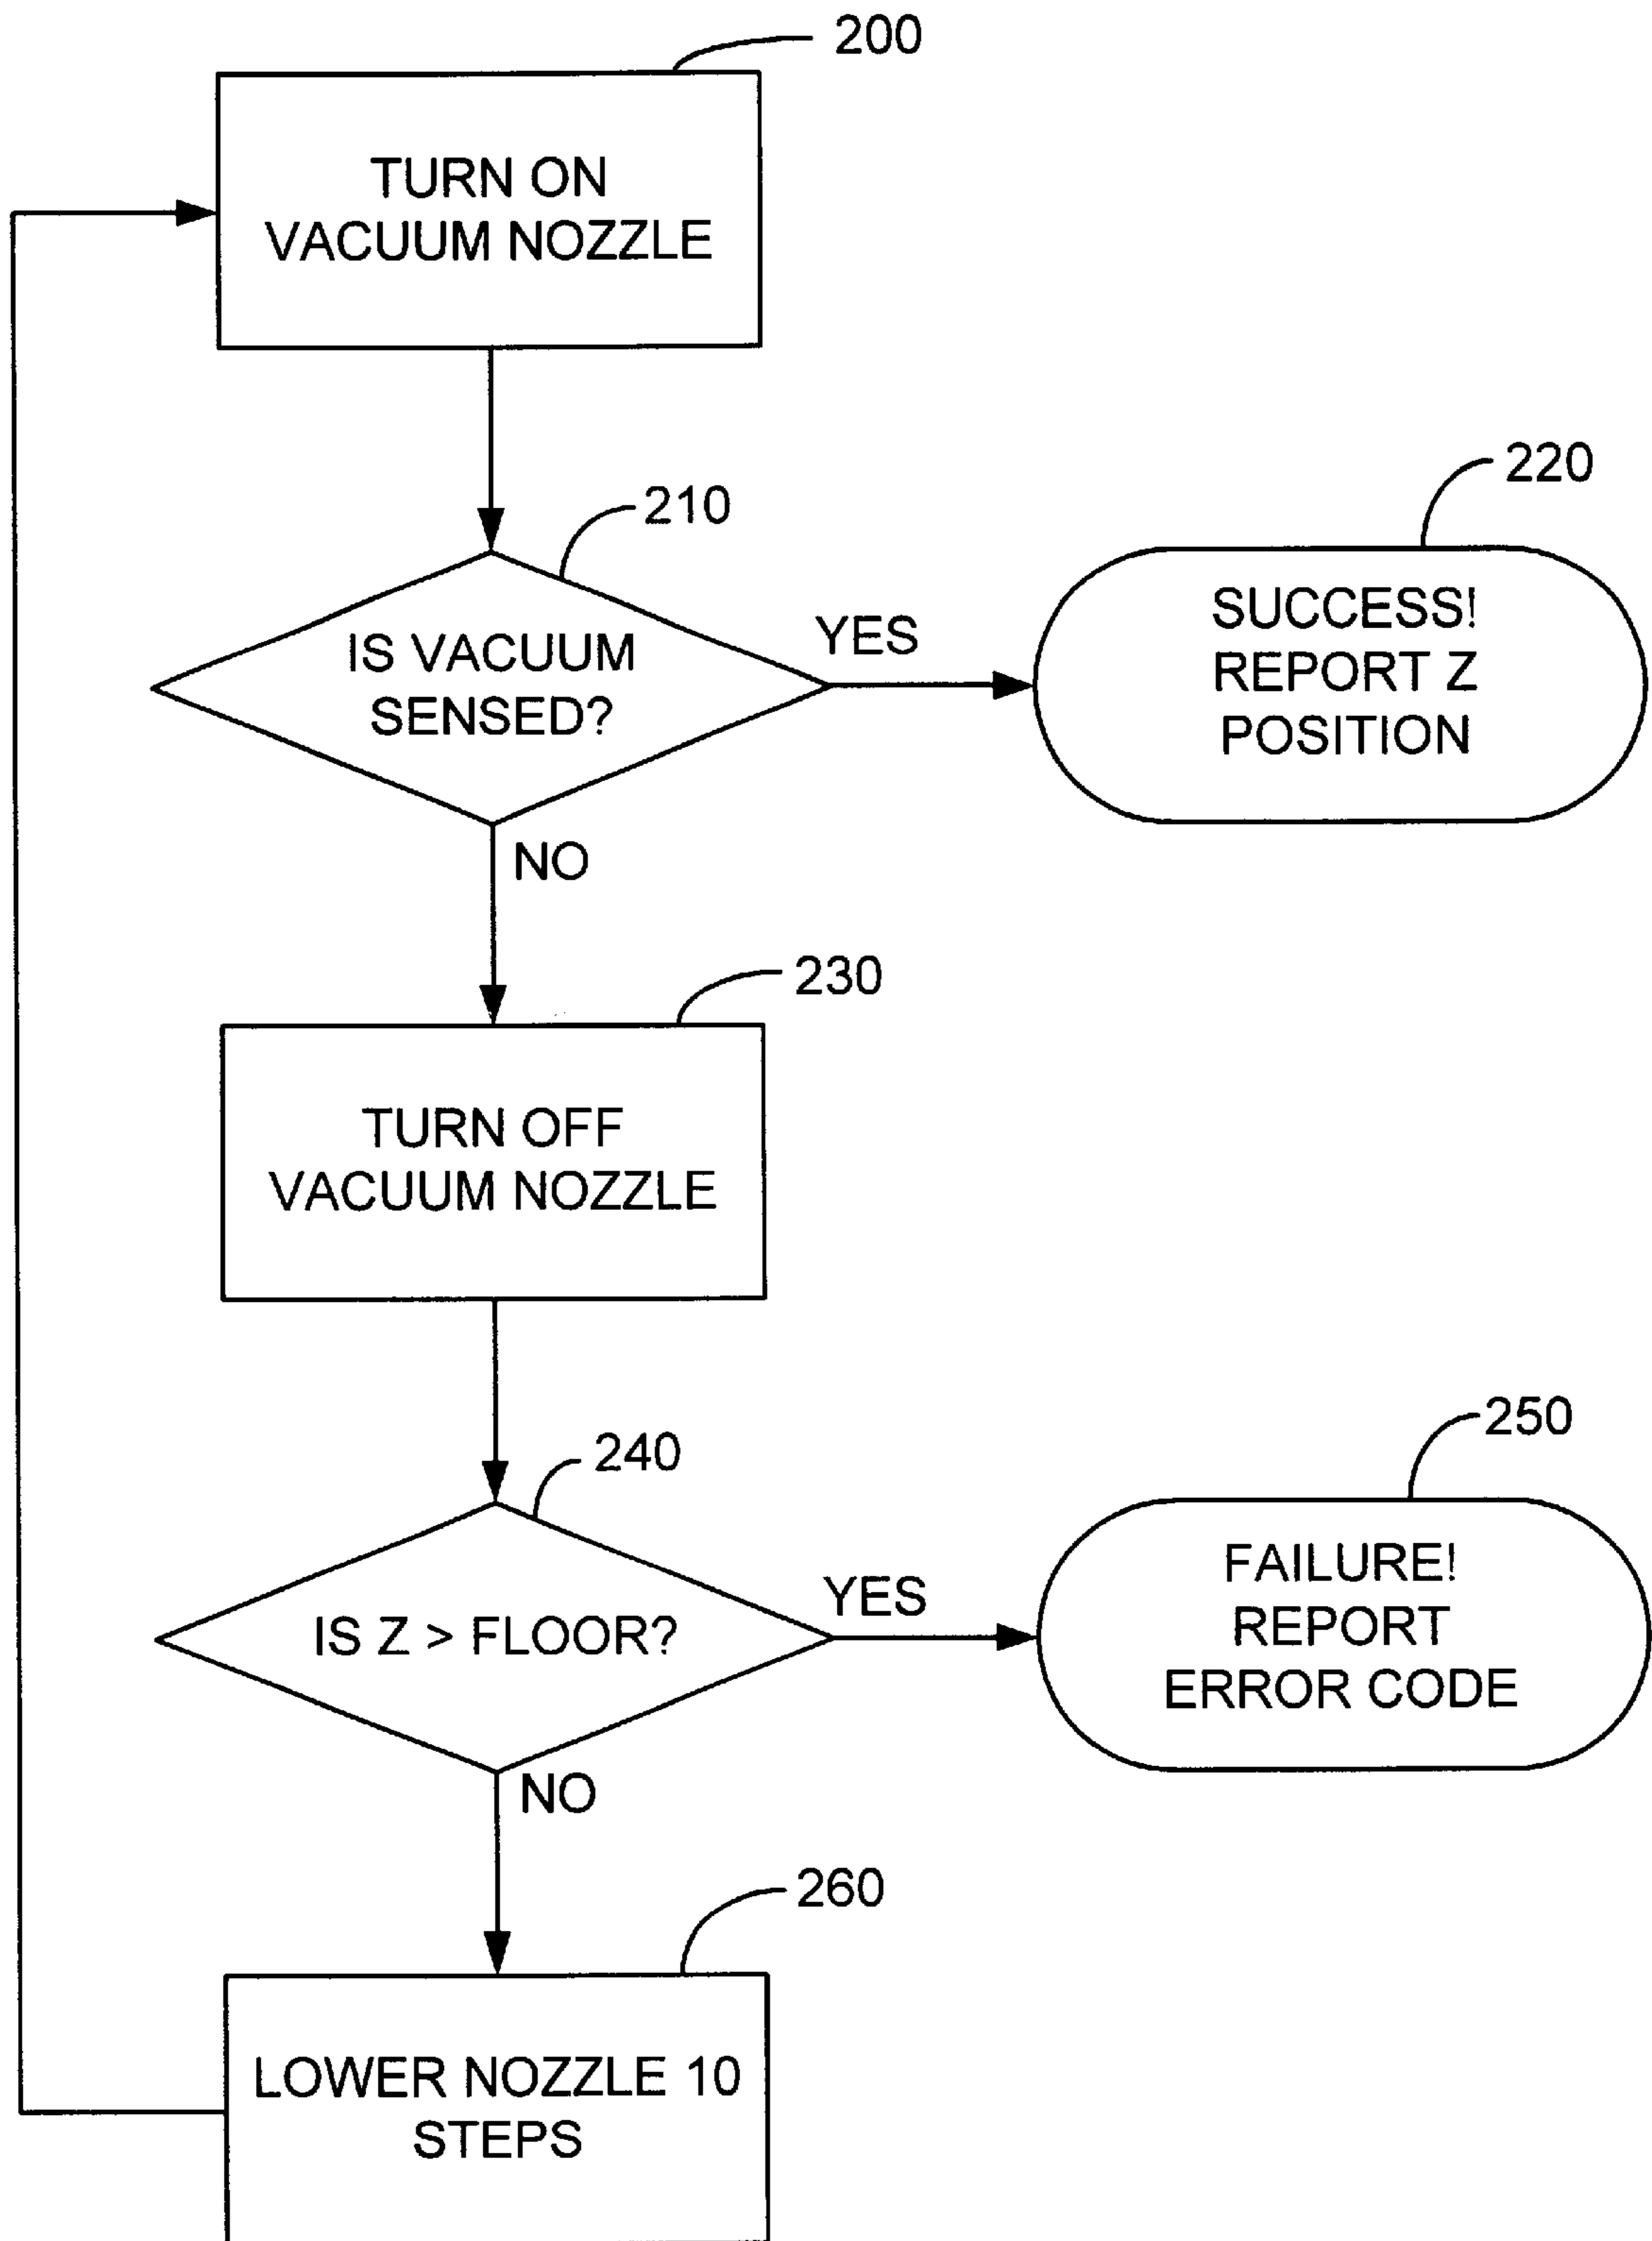 200
TURN ON
VACUUM NOZZLE
210
IS VACUUM
SENSED?
YES
220
SUCCESS!
REPORT Z
POSITION
NO
230
TURN OFF
VACUUM NOZZLE
240
IS Z > FLOOR?
YES
250
FAILURE!
REPORT
ERROR CODE
NO
260
LOWER NOZZLE 10
STEPS